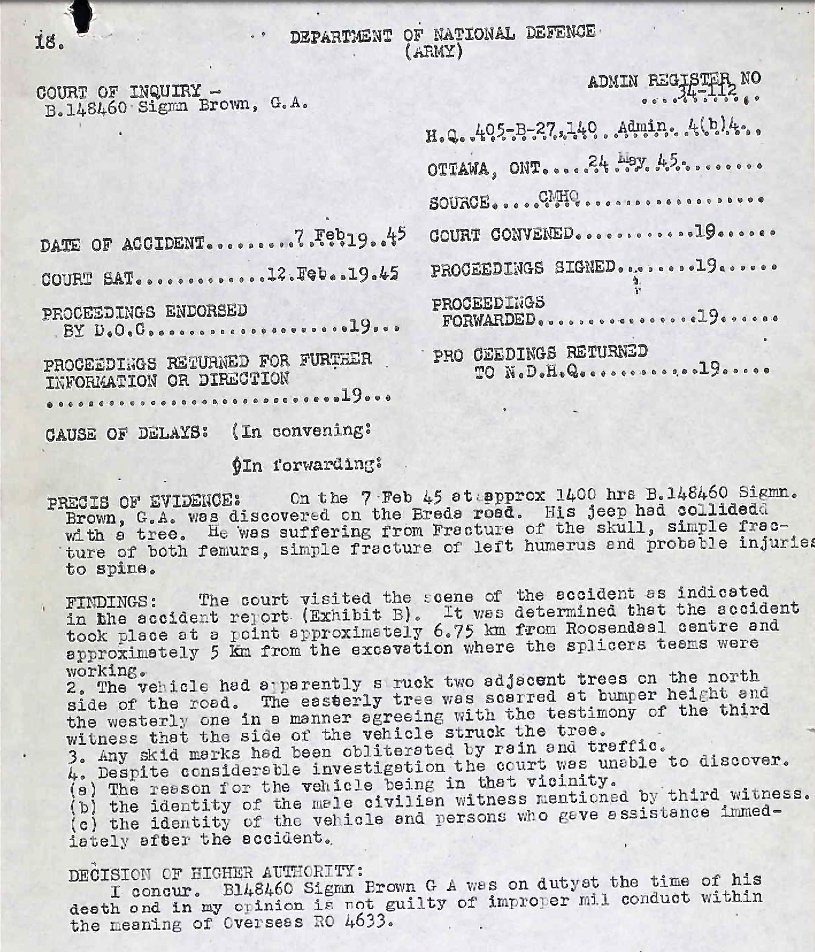 18.
DEPARTMENT OF NATIONAL DEFENCE
(ARMY)
COURT OF INQUIRY -
B.148460 Sigmn Brown, G.A.
ADMIN REGISTER NO
34-112
H.Q. 405-B-27,140 Admin. 4(b)4.
OTTAWA, ONT.....24 May 45.........
SOURCE.....CMHQ..................
DATE OF ACCIDENT.........7 Feb 19..45
COURT CONVENED............19......
COURT SAT.............12.Feb..19.45
PROCEEDINGS SIGNED........19......
PROCEEDINGS ENDORSED
BY D.O.C....................19...
PROCEEDINGS
FORWARDED................19......
PROCEEDINGS RETURNED FOR FURTHER
INFORMATION OR DIRECTION
.............................19...
PRO CEEDINGS RETURNED
TO N.D.H.Q............19.....
CAUSE OF DELAYS: (In convening:
(In forwarding:
PRECIS OF EVIDENCE: On the 7 Feb 45 at approx 1400 hrs B.148460 Sigmn.
Brown, G.A. was discovered on the Breda road. His jeep had collidedd
with a tree. He was suffering from Fracture of the skull, simple frac-
ture of both femurs, simple fracture of left humerus and probable injuries
to spine.
FINDINGS: The court visited the scene of the accident as indicated
in the accident report (Exhibit B). It was determined that the accident
took place at a point approximately 6.75 km from Roosendaal centre and
approximately 5 Km from the excavation where the splicers teams were
working.
2. The vehicle had apparently s ruck two adjacent trees on the north
side of the road. The easterly tree was scarred at bumper height and
the westerly one in a manner agreeing with the testimony of the third
witness that the side of the vehicle struck the tree.
3. Any skid marks had been obliterated by rain and traffic.
4. Despite considerable investigation the court was unable to discover.
(a) The reason for the vehicle being in that vicinity.
(b) the identity of the male civilian witness mentioned by third witness.
(c) the identity of the vehicle and persons who gave assistance immed-
iately after the accident.
DECISION OF HIGHER AUTHORITY:
I concur. B148460 Sigmn Brown G A was on dutyat the time of his
death and in my opinion is not guilty of improper mil conduct within
the meaning of Overseas RO 4633.